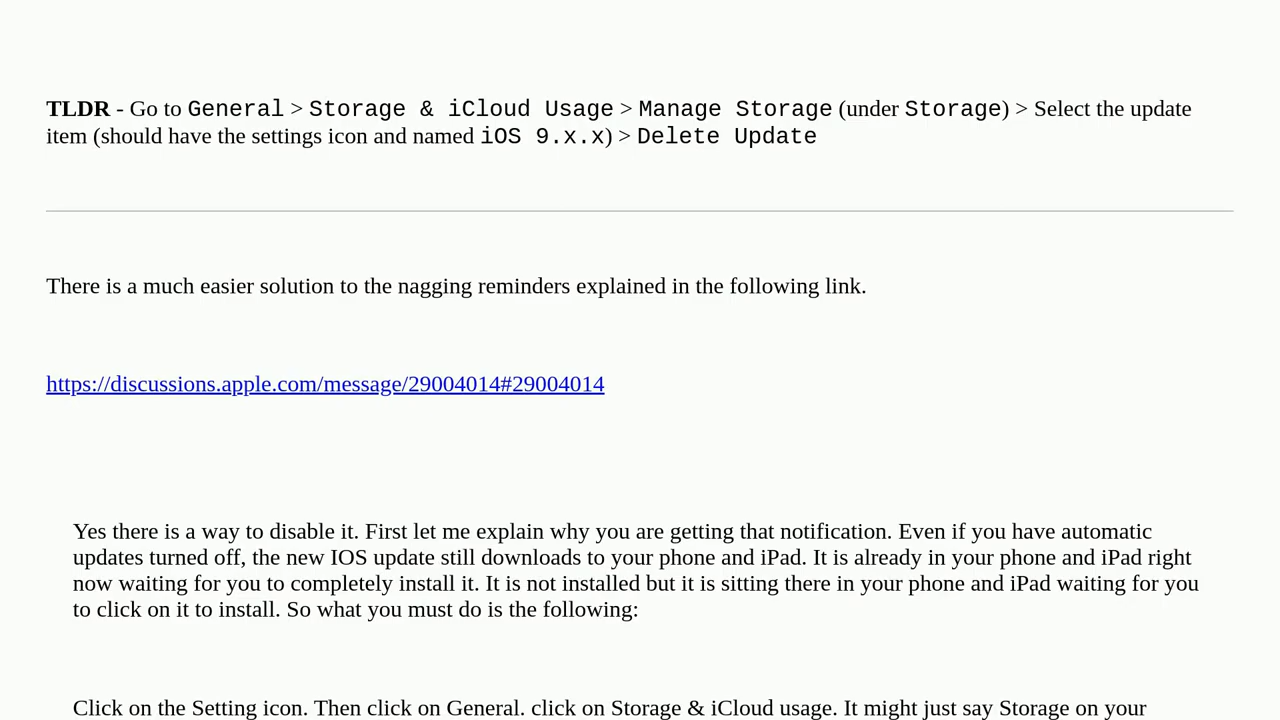 TLDR - Go to General > Storage & iCloud Usage > Manage Storage (under Storage) > Select the update
item (should have the settings icon and named iOS 9.x.x) > Delete Update
There is a much easier solution to the nagging reminders explained in the following link.
https://discussions.apple.com/message/29004014#29004014
Yes there is a way to disable it. First let me explain why you are getting that notification. Even if you have automatic
updates turned off, the new IOS update still downloads to your phone and iPad. It is already in your phone and iPad right
now waiting for you to completely install it. It is not installed but it is sitting there in your phone and iPad waiting for you
to click on it to install. So what you must do is the following:
Click on the Setting icon. Then click on General. click on Storage & iCloud usage. It might just say Storage on your